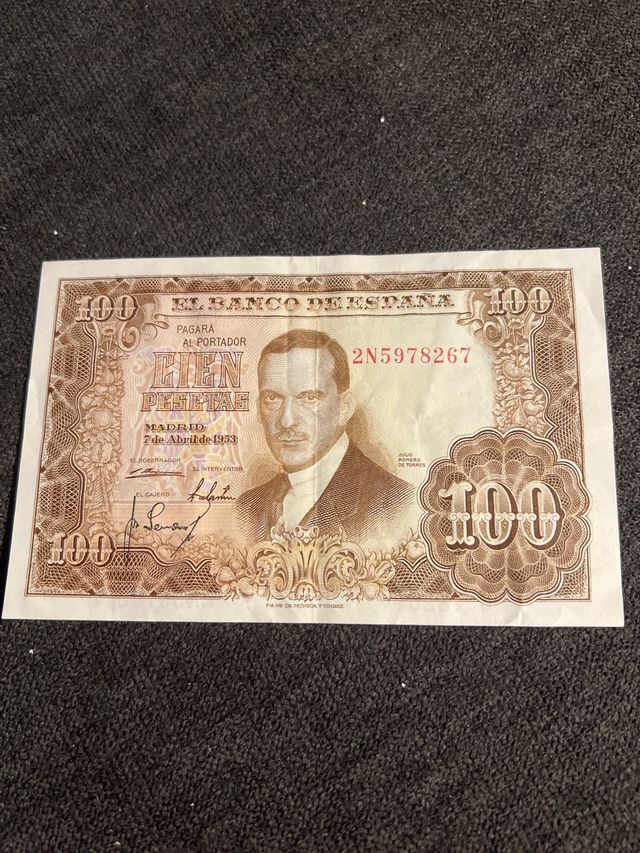 100
EL BANCO DE ESPAÑA
100
PAGARÁ
AL PORTADOR
2N5978267
CIEN
PESETAS
MADRID
7 de Abril de 1953
EL GOBERNADOR
EL INTERVENTOR
JULIO
ROMERO
DE TORRES
EL CAJERO
100
100